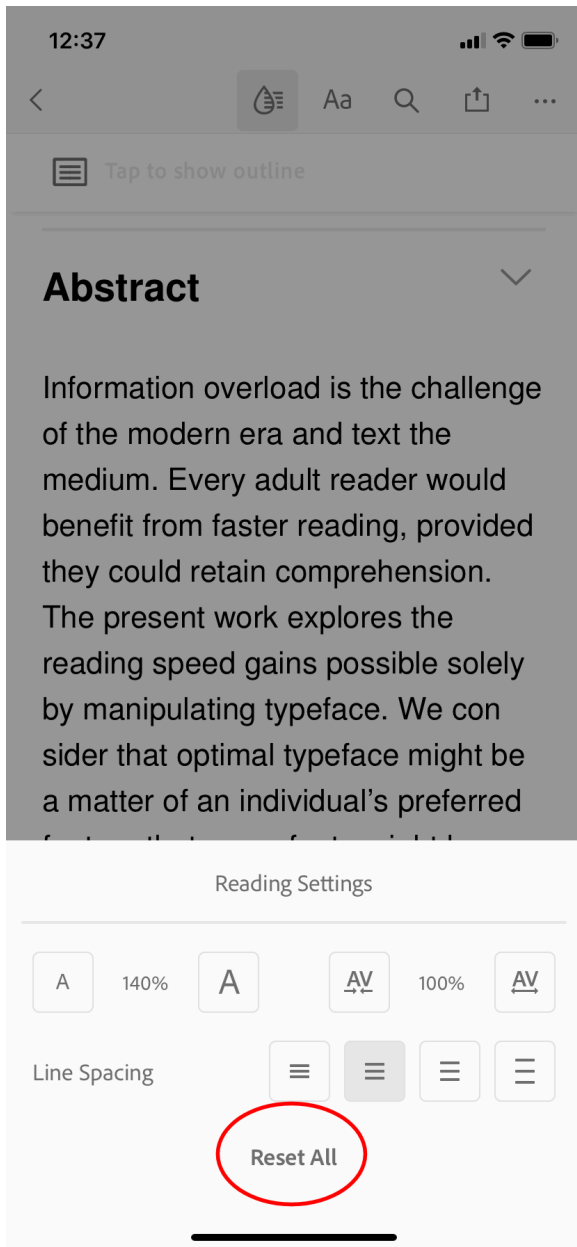 12:37
Aa
Tap to show outline
Abstract
Information overload is the challenge
of the modern era and text the
medium. Every adult reader would
benefit from faster reading, provided
they could retain comprehension.
The present work explores the
reading speed gains possible solely
by manipulating typeface. We con
sider that optimal typeface might be
a matter of an individual’s preferred
Reading Settings
A 140% A AV 100% AV
Line Spacing
Reset All